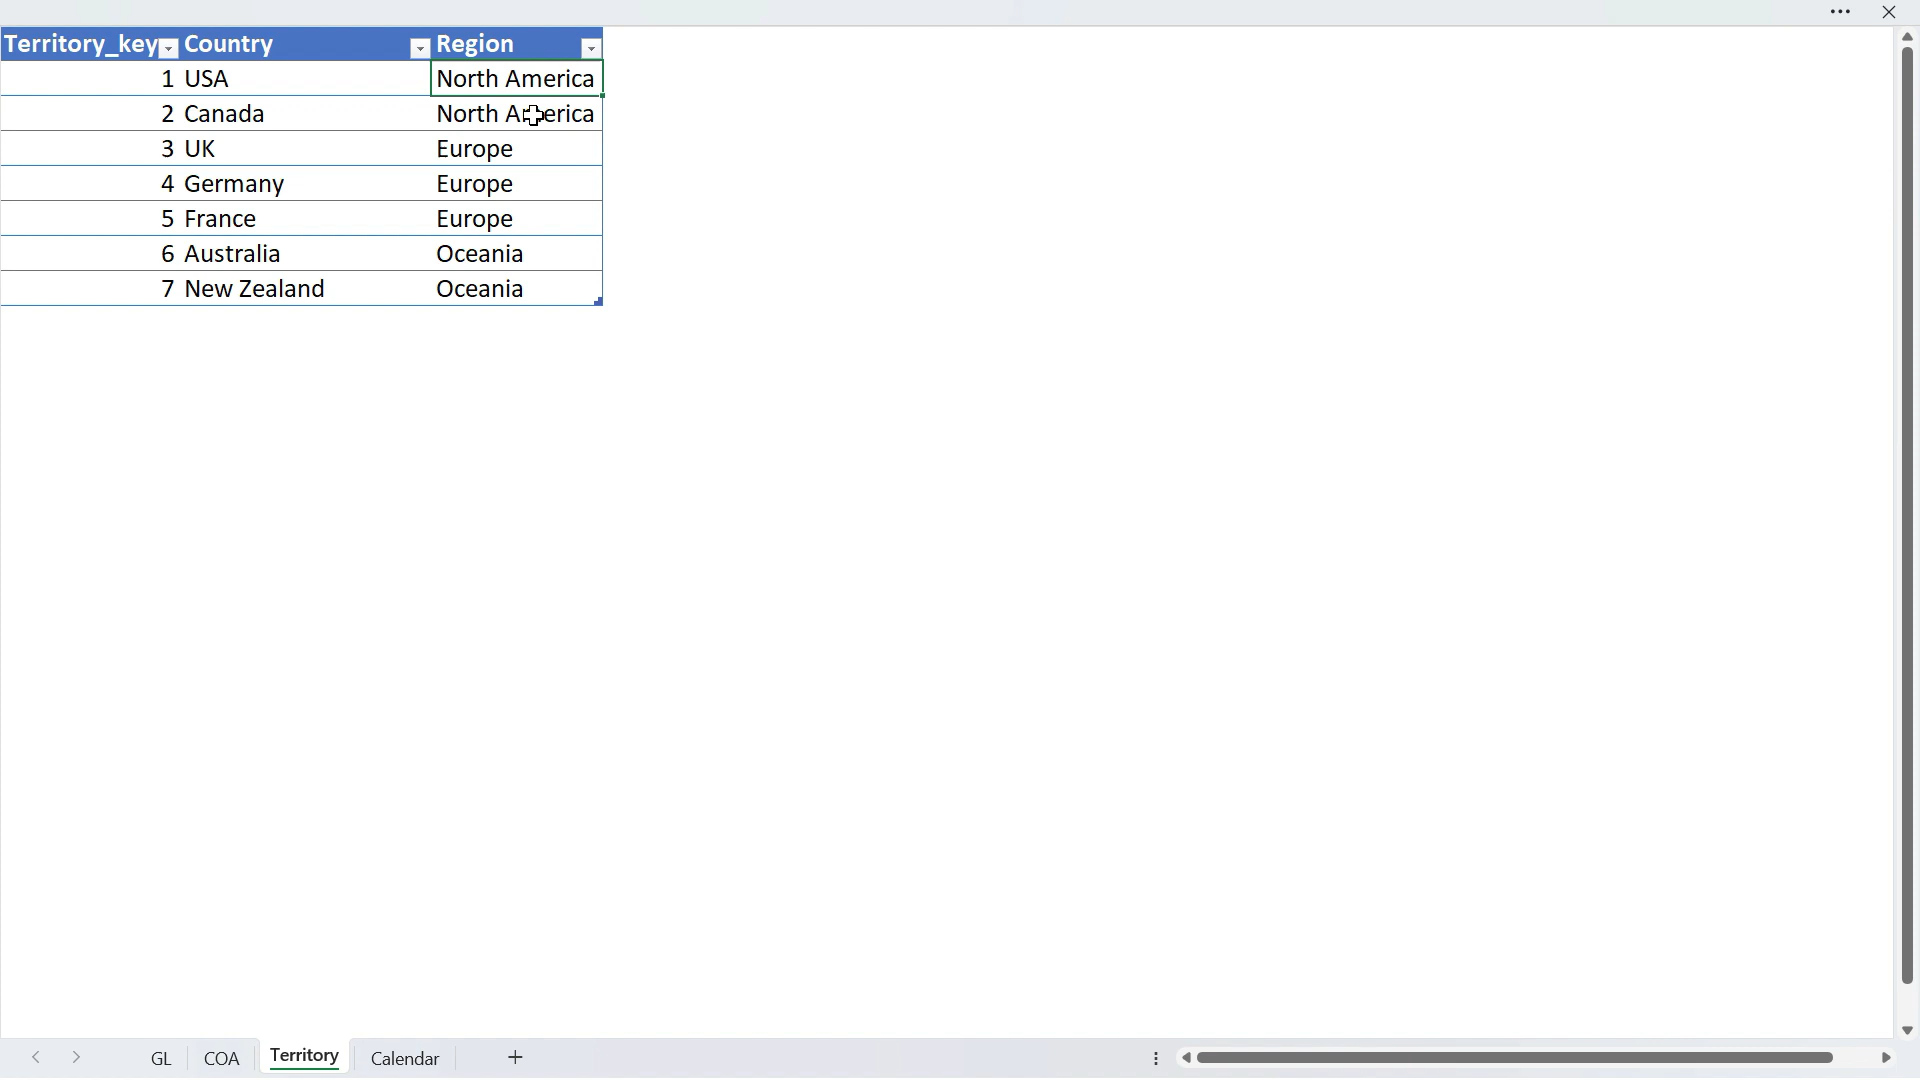 Territory_key Country Region
1 USA North America
2 Canada North America
3 UK Europe
4 Germany Europe
5 France Europe
6 Australia Oceania
7 New Zealand Oceania
GL COA Territory Calendar